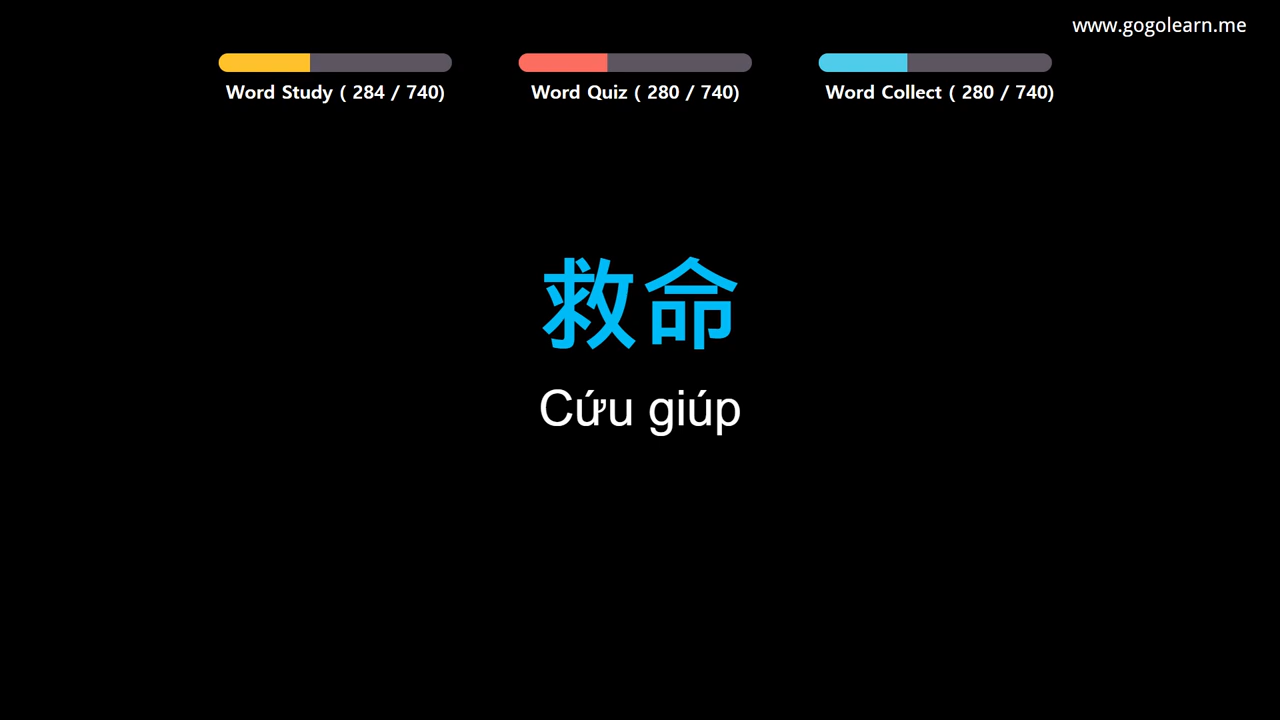 www.gogolearn.me
Word Study ( 284 / 740)
Word Quiz ( 280 / 740)
Word Collect ( 280 / 740)
救命
Cứu giúp